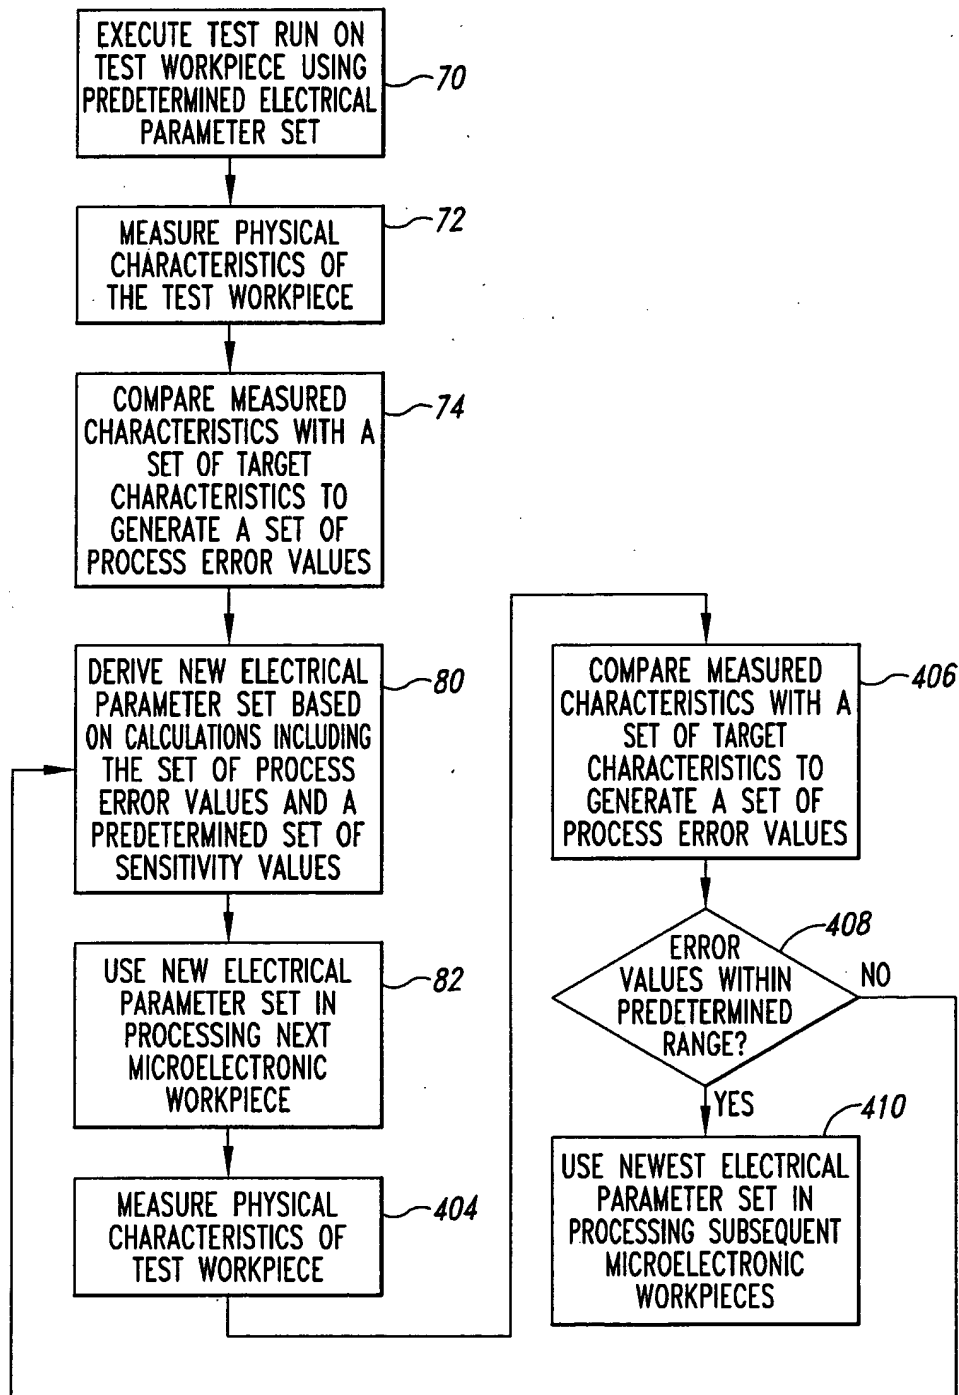 EXECUTE TEST RUN ON
TEST WORKPIECE USING
PREDETERMINED ELECTRICAL
PARAMETER SET
70
MEASURE PHYSICAL
CHARACTERISTICS OF
THE TEST WORKPIECE
72
COMPARE MEASURED
CHARACTERISTICS WITH A
SET OF TARGET
CHARACTERISTICS TO
GENERATE A SET OF
PROCESS ERROR VALUES
74
DERIVE NEW ELECTRICAL
PARAMETER SET BASED
ON CALCULATIONS INCLUDING
THE SET OF PROCESS
ERROR VALUES AND A
PREDETERMINED SET OF
SENSITIVITY VALUES
80
USE NEW ELECTRICAL
PARAMETER SET IN
PROCESSING NEXT
MICROELECTRONIC
WORKPIECE
82
MEASURE PHYSICAL
CHARACTERISTICS OF
TEST WORKPIECE
404
COMPARE MEASURED
CHARACTERISTICS WITH A
SET OF TARGET
CHARACTERISTICS TO
GENERATE A SET OF
PROCESS ERROR VALUES
406
ERROR
VALUES WITHIN
PREDETERMINED
RANGE?
408
NO
YES
USE NEWEST ELECTRICAL
PARAMETER SET IN
PROCESSING SUBSEQUENT
MICROELECTRONIC
WORKPIECES
410